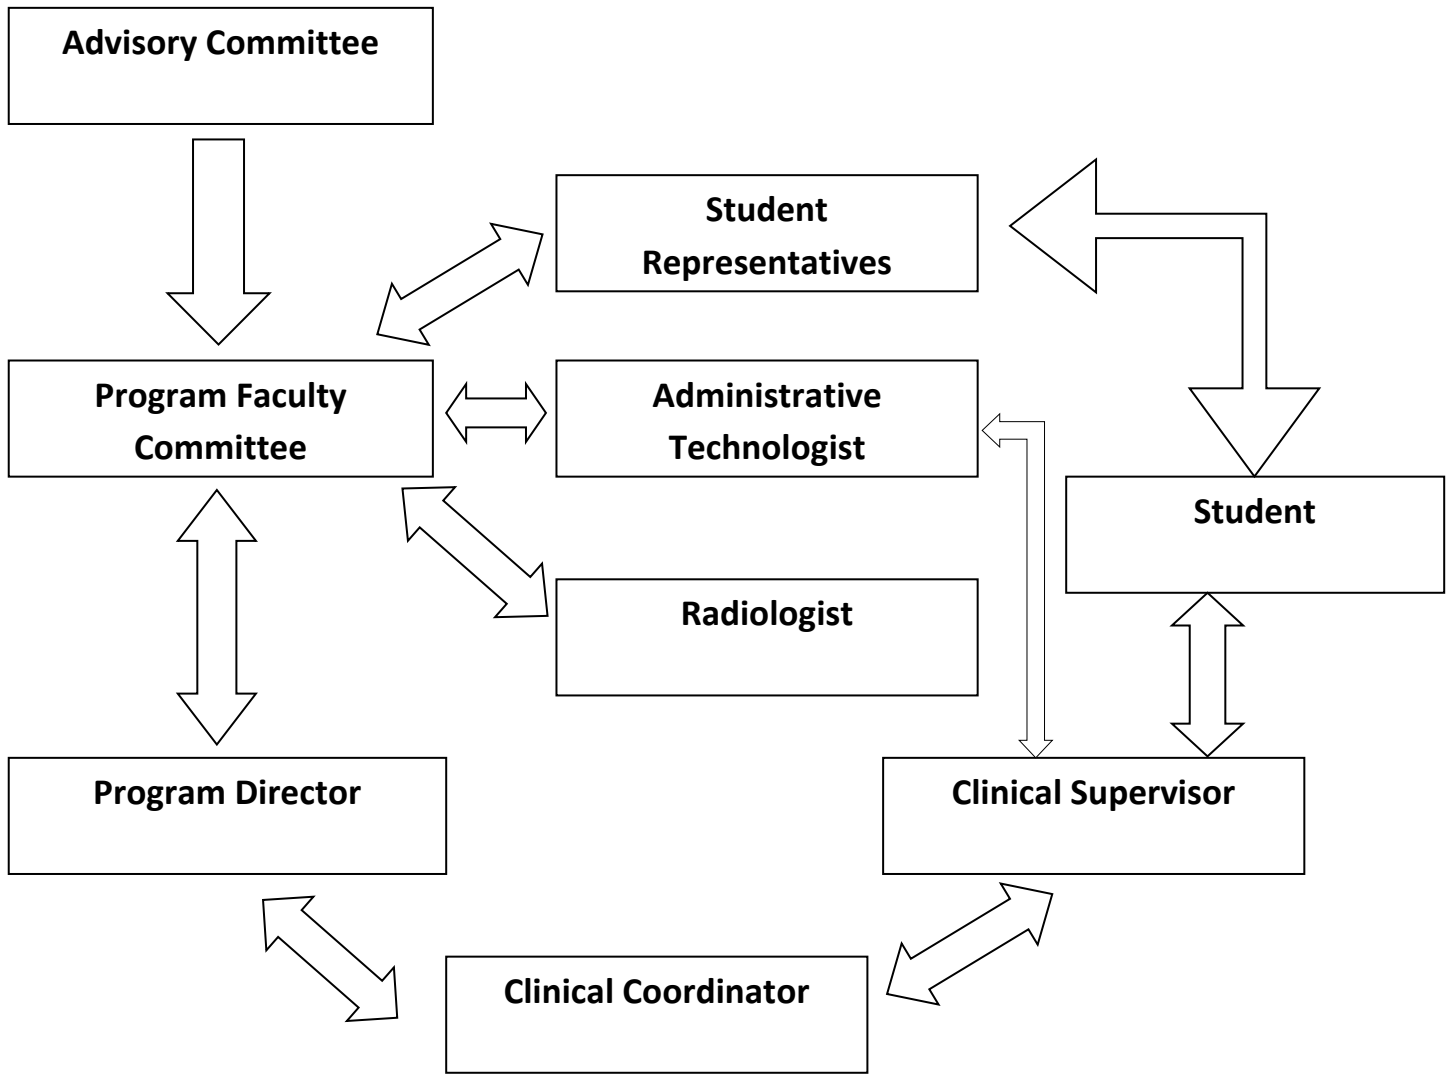 Advisory Committee
Student
Representatives
Program Faculty
Committee
Administrative
Technologist
Student
Radiologist
Program Director
Clinical Supervisor
Clinical Coordinator